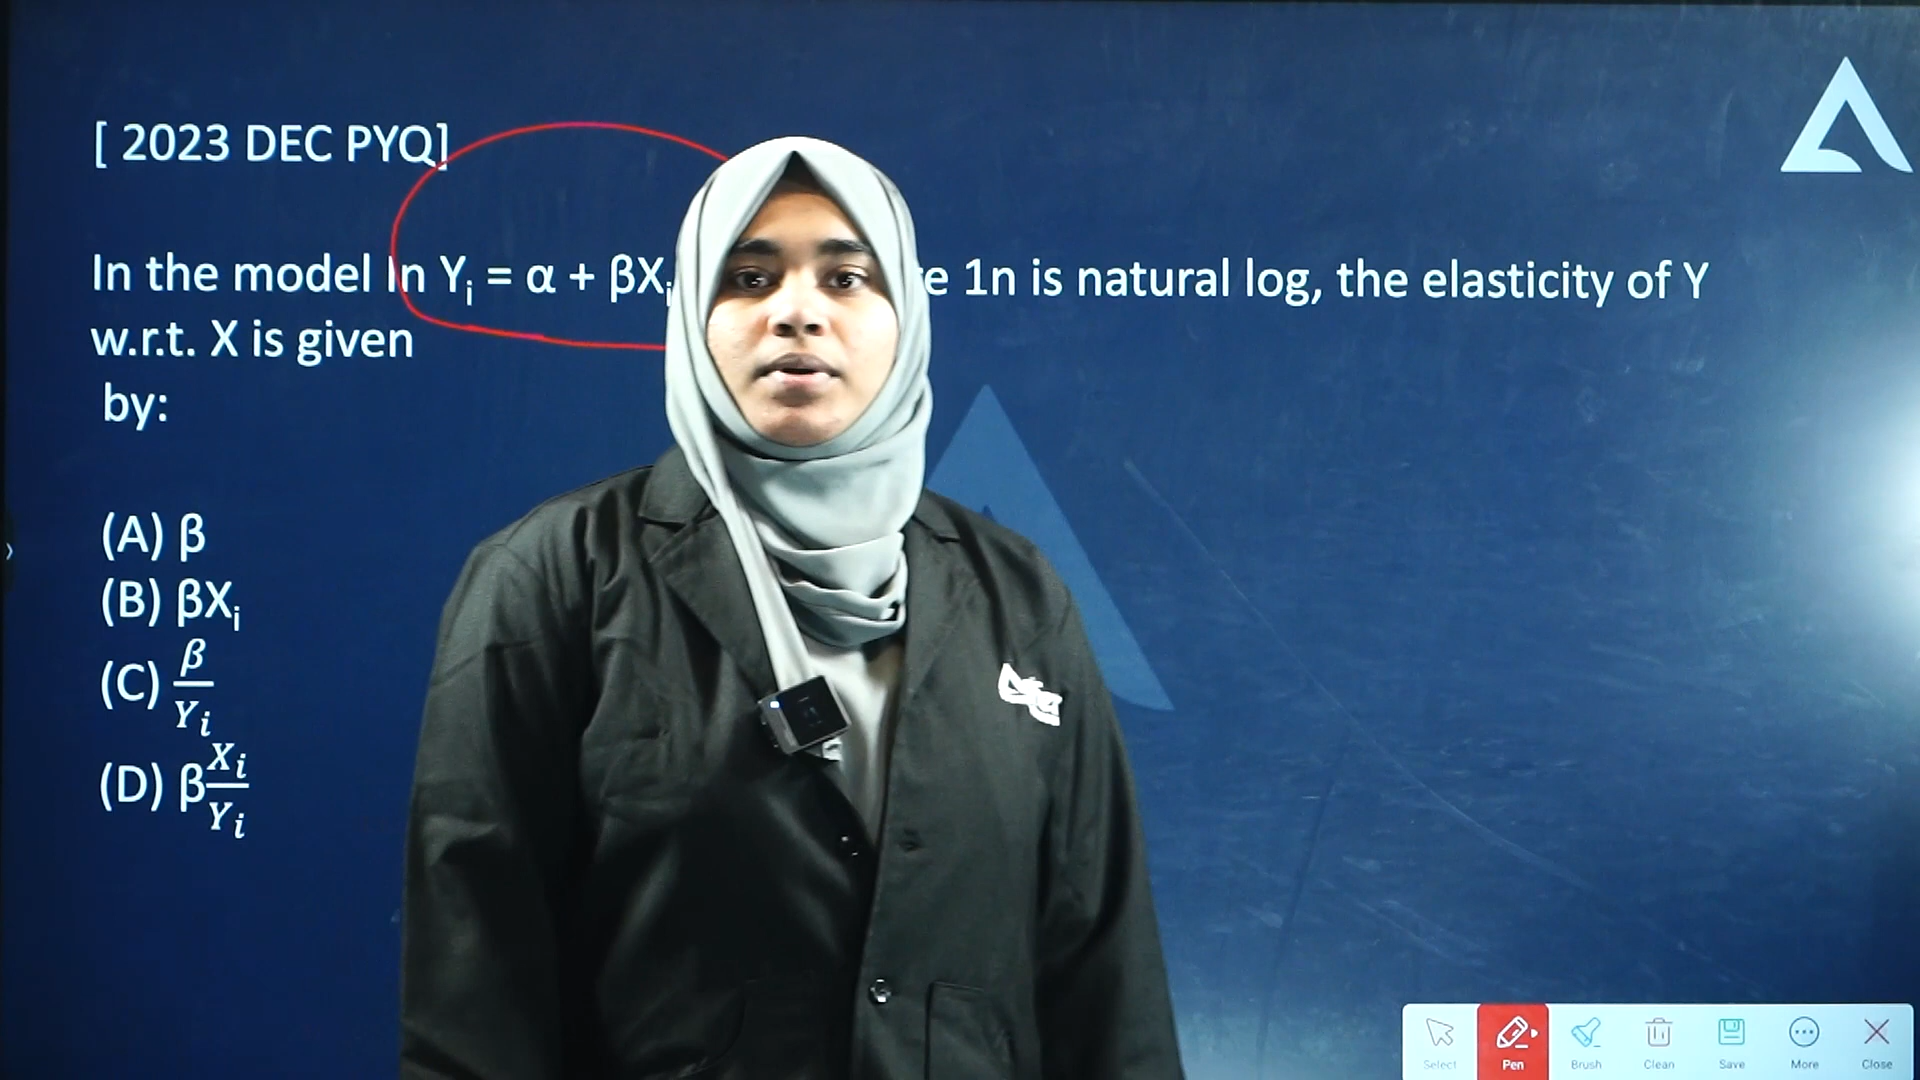 [ 2023 DEC PYQ]
In the model ln Yᵢ = α + βXᵢ 1n is natural log, the elasticity of Y
w.r.t. X is given
by:
(A) β
(B) βXᵢ
(C) β/Yᵢ
(D) β Xᵢ/Yᵢ
Select Pen Brush Clean Save More Close